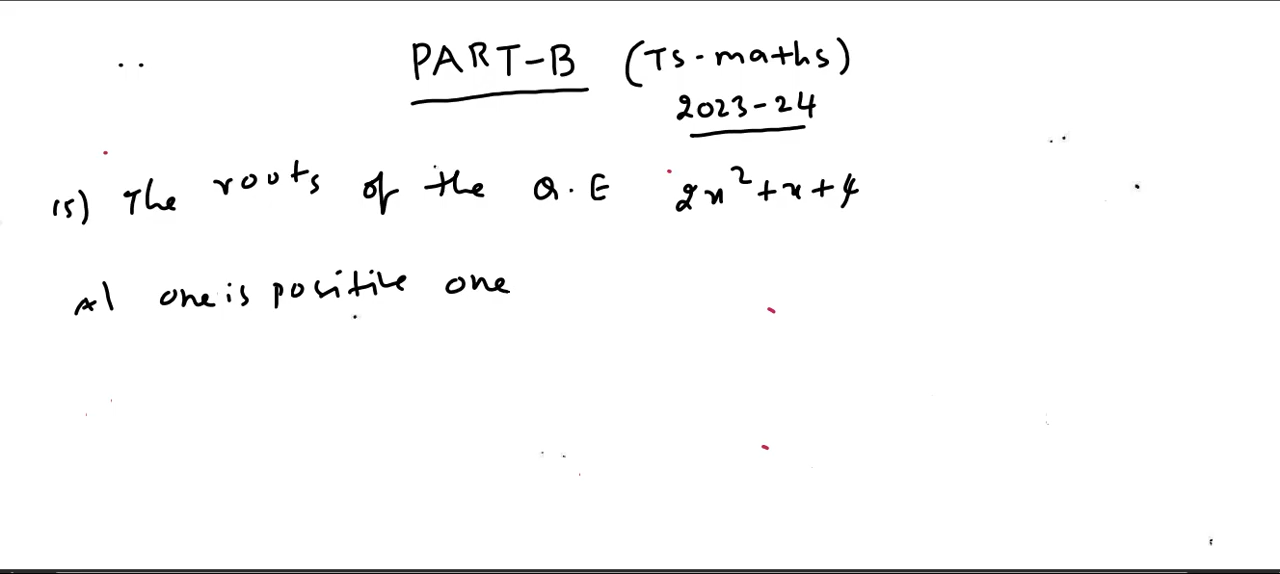 PART-B (TS-maths)
2023-24
15) The roots of the Q.E 2x²+x+4
A) one is positive one